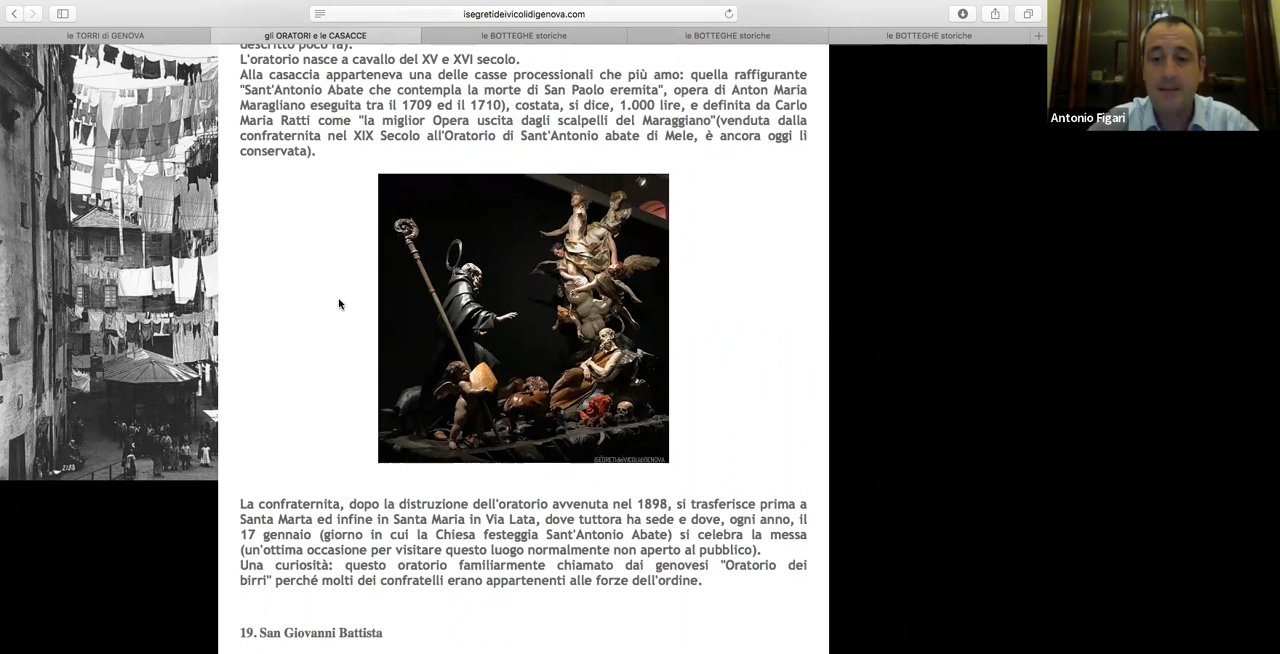 isegretideivicolidigenova.com
le TORRI di GENOVA
gli ORATORI e le CASACCE
le BOTTEGHE storiche
le BOTTEGHE storiche
le BOTTEGHE storiche
Antonio Figari
descritto poco fa).
L'oratorio nasce a cavallo del XV e XVI secolo.
Alla casaccia apparteneva una delle casse processionali che più amo: quella raffigurante
"Sant'Antonio Abate che contempla la morte di San Paolo eremita", opera di Anton Maria
Maragliano eseguita tra il 1709 ed il 1710), costata, si dice, 1.000 lire, e definita da Carlo
Maria Ratti come "la miglior Opera uscita dagli scalpelli del Maraggiano"(venduta dalla
confraternita nel XIX Secolo all'Oratorio di Sant'Antonio abate di Mele, è ancora oggi lì
conservata).
iSEGRETIdeiVICOLIdiGENOVA
La confraternita, dopo la distruzione dell'oratorio avvenuta nel 1898, si trasferisce prima a
Santa Marta ed infine in Santa Maria in Via Lata, dove tuttora ha sede e dove, ogni anno, il
17 gennaio (giorno in cui la Chiesa festeggia Sant'Antonio Abate) si celebra la messa
(un'ottima occasione per visitare questo luogo normalmente non aperto al pubblico).
Una curiosità: questo oratorio familiarmente chiamato dai genovesi "Oratorio dei
birri" perché molti dei confratelli erano appartenenti alle forze dell'ordine.
19. San Giovanni Battista